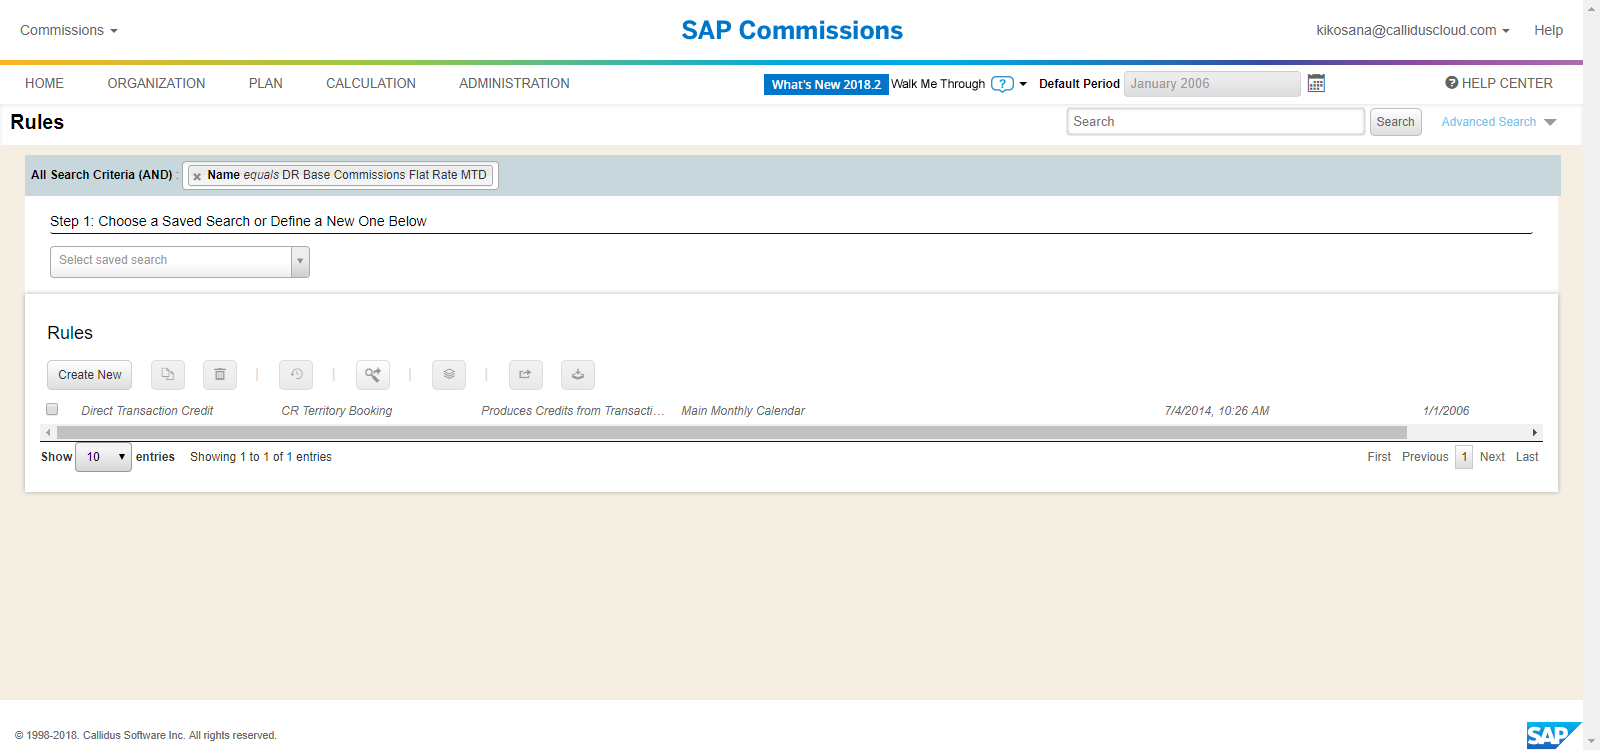 Commissions
SAP Commissions
kikosana@calliduscloud.com
Help
HOME ORGANIZATION PLAN CALCULATION ADMINISTRATION
What's New 2018.2 Walk Me Through ? Default Period January 2006
HELP CENTER
Rules
Search Search Advanced Search
All Search Criteria (AND) : Name equals DR Base Commissions Flat Rate MTD
Step 1: Choose a Saved Search or Define a New One Below
Select saved search
Rules
Create New
Direct Transaction Credit CR Territory Booking Produces Credits from Transacti... Main Monthly Calendar 7/4/2014, 10:26 AM 1/1/2006
Show 10 entries Showing 1 to 1 of 1 entries First Previous 1 Next Last
© 1998-2018. Callidus Software Inc. All rights reserved.
SAP